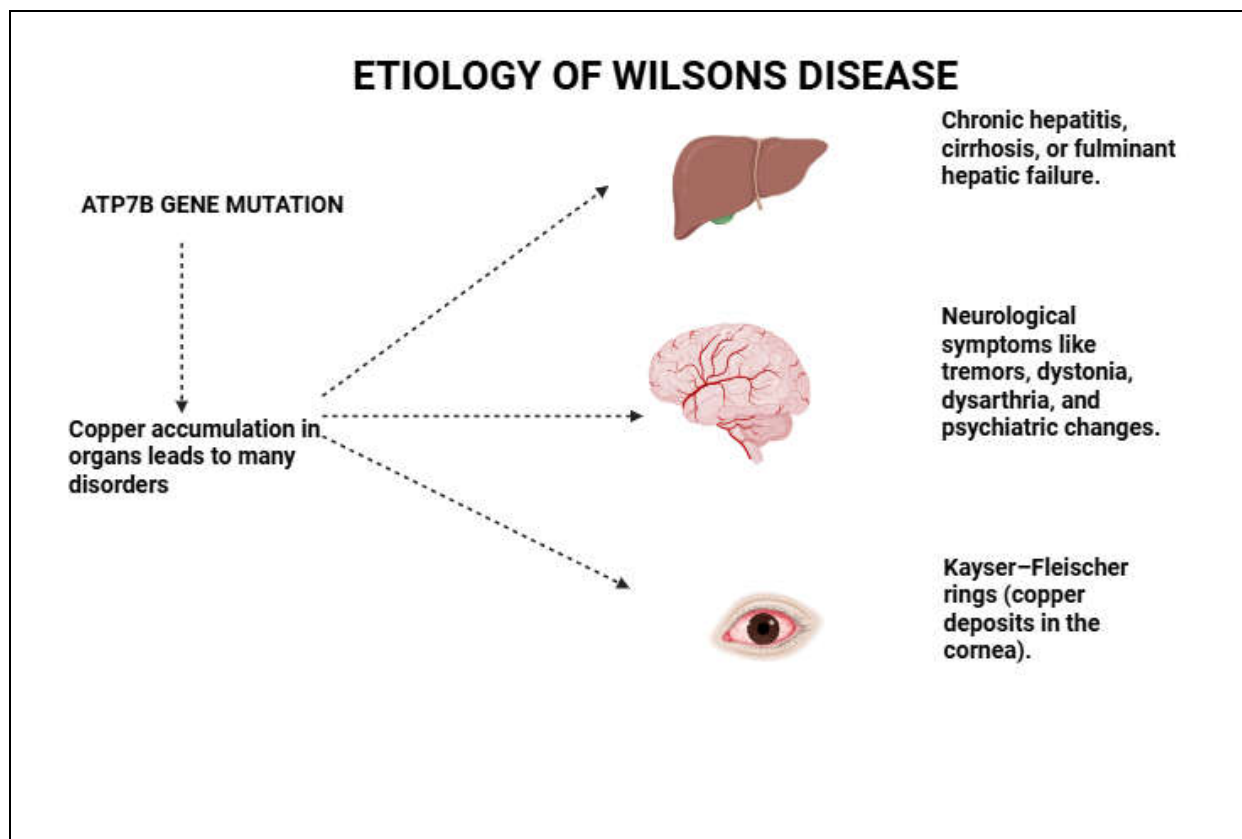 ETIOLOGY OF WILSONS DISEASE
ATP7B GENE MUTATION
Copper accumulation in
organs leads to many
disorders
Chronic hepatitis,
cirrhosis, or fulminant
hepatic failure.
Neurological
symptoms like
tremors, dystonia,
dysarthria, and
psychiatric changes.
Kayser–Fleischer
rings (copper
deposits in the
cornea).